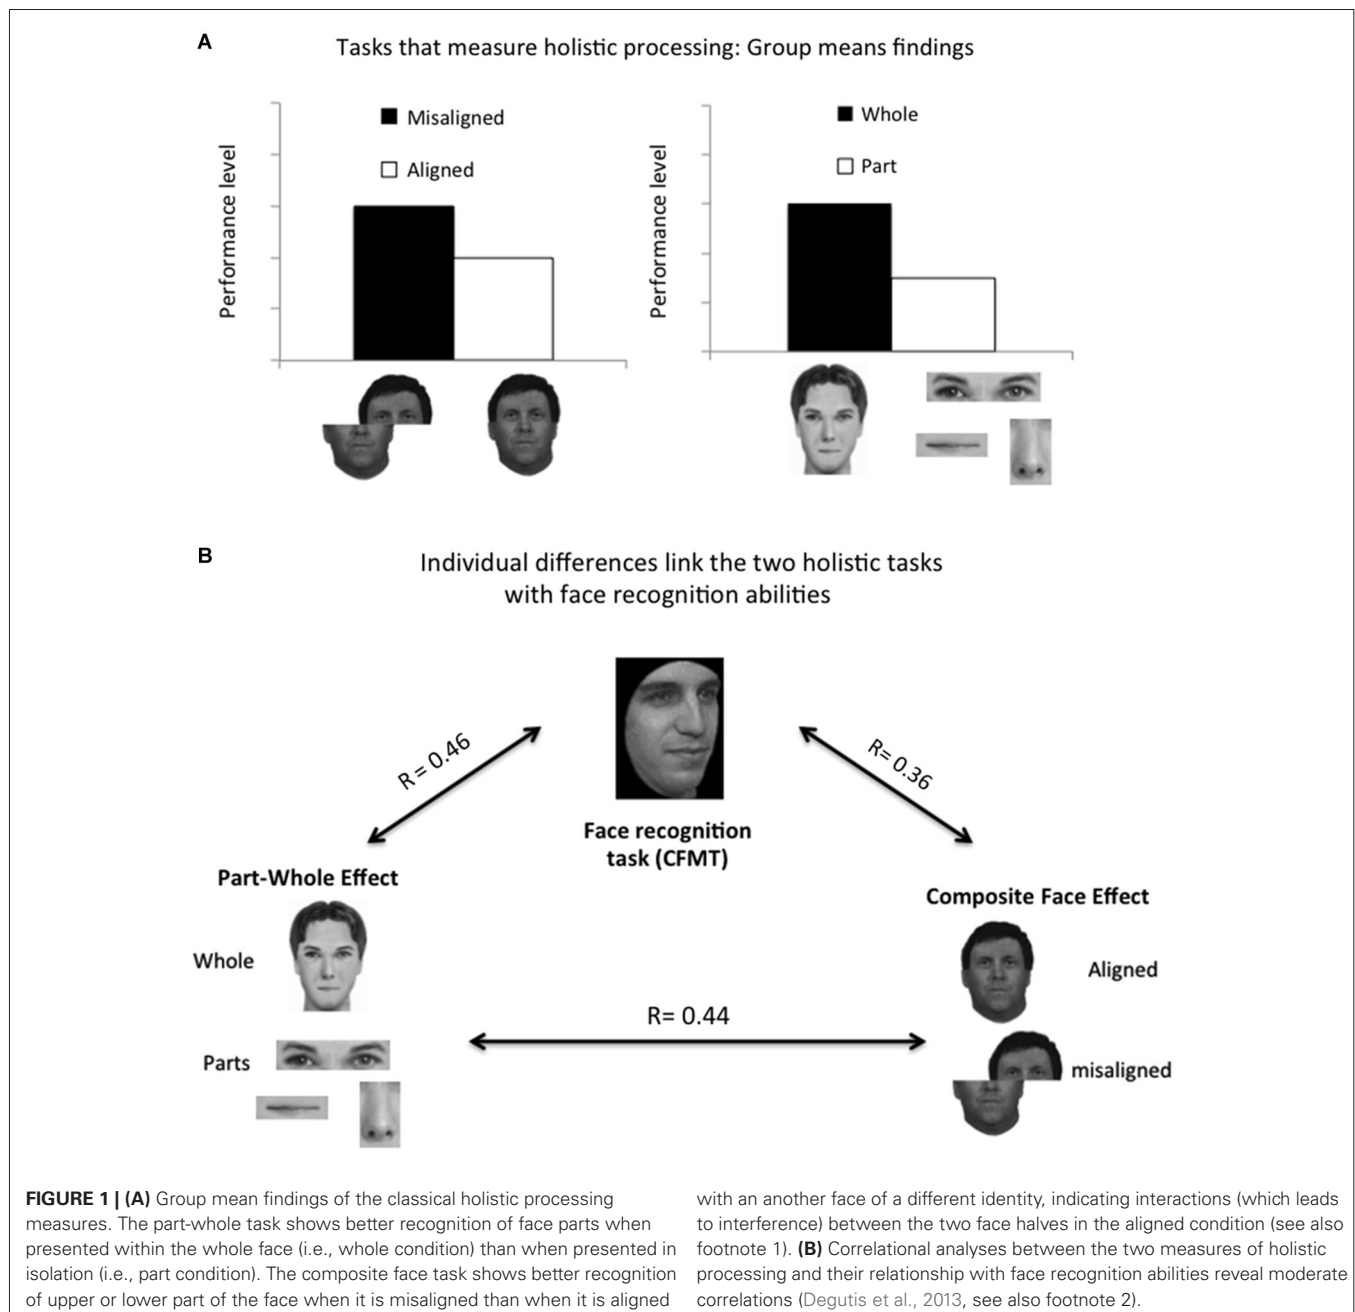 A
Tasks that measure holistic processing: Group means findings
Performance level
Misaligned
Aligned
Performance level
Whole
Part
B
Individual differences link the two holistic tasks
with face recognition abilities
R = 0.46
R= 0.36
Face recognition
task (CFMT)
Part-Whole Effect
Whole
Parts
Composite Face Effect
Aligned
misaligned
R= 0.44
FIGURE 1 | (A) Group mean findings of the classical holistic processing
measures. The part-whole task shows better recognition of face parts when
presented within the whole face (i.e., whole condition) than when presented in
isolation (i.e., part condition). The composite face task shows better recognition
of upper or lower part of the face when it is misaligned than when it is aligned
with an another face of a different identity, indicating interactions (which leads
to interference) between the two face halves in the aligned condition (see also
footnote 1). (B) Correlational analyses between the two measures of holistic
processing and their relationship with face recognition abilities reveal moderate
correlations (Degutis et al., 2013, see also footnote 2).